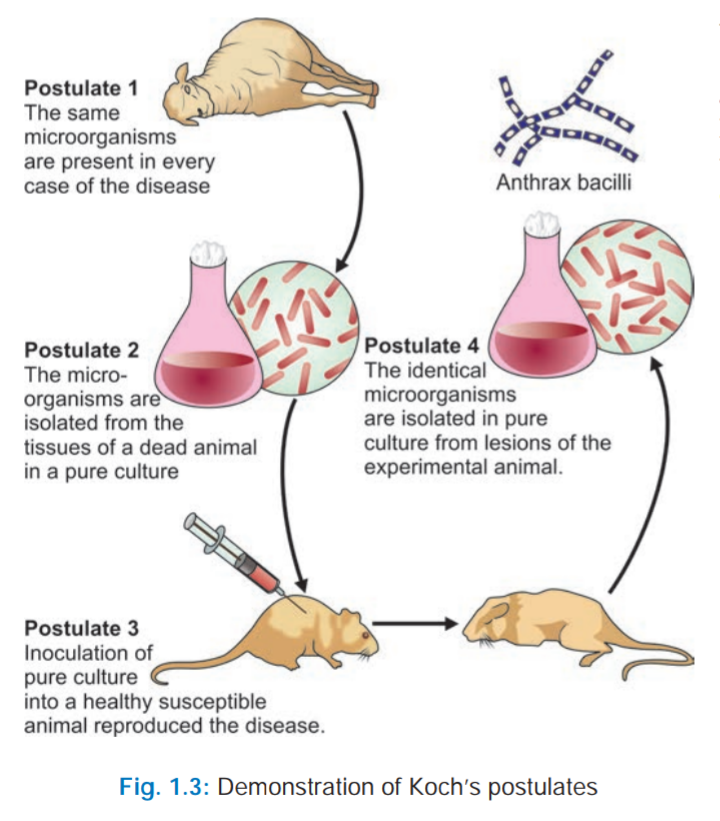 Postulate 1
The same
microorganisms
are present in every
case of the disease
Anthrax bacilli
Postulate 2
The micro-
organisms are
isolated from the
tissues of a dead animal
in a pure culture
Postulate 4
The identical
microorganisms
are isolated in pure
culture from lesions of the
experimental animal.
Postulate 3
Inoculation of
pure culture
into a healthy susceptible
animal reproduced the disease.
Fig. 1.3: Demonstration of Koch’s postulates